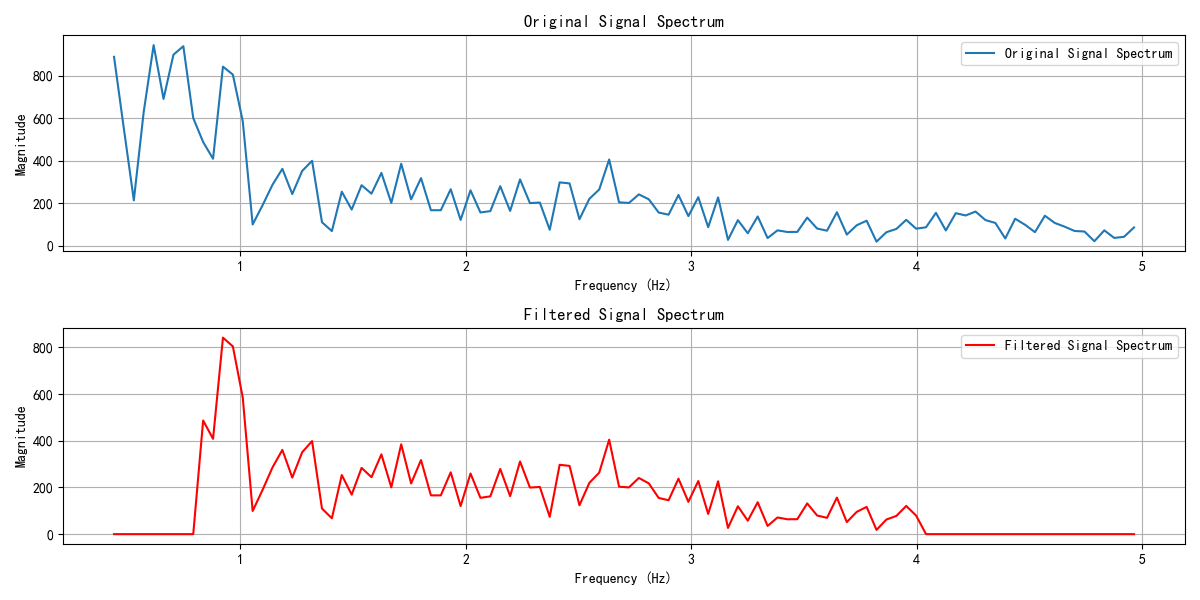 Original Signal Spectrum
Original Signal Spectrum
800
600
400
200
0
Magnitude
1 2 3 4 5
Frequency (Hz)
Filtered Signal Spectrum
Filtered Signal Spectrum
800
600
400
200
0
Magnitude
1 2 3 4 5
Frequency (Hz)